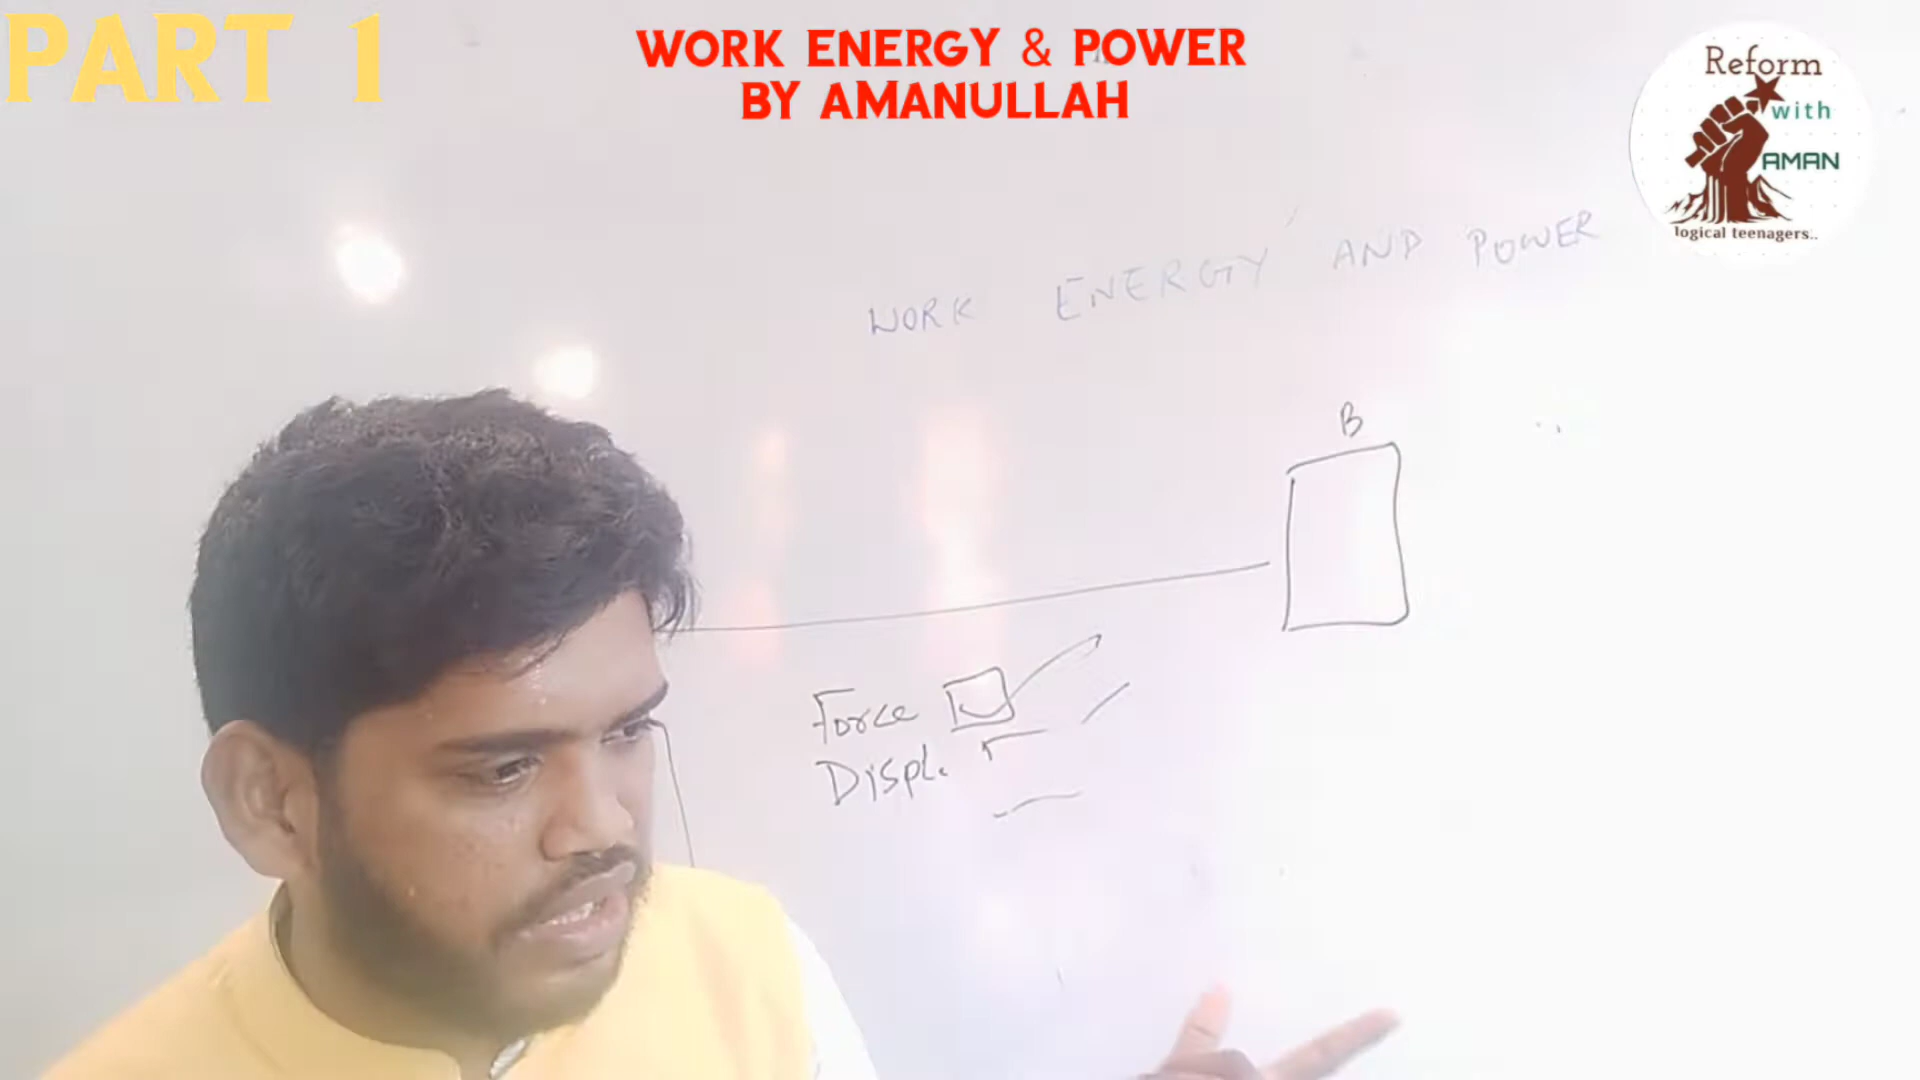 PART 1
WORK ENERGY & POWER
BY AMANULLAH
Reform
with
AMAN
logical teenagers..
WORK ENERGY AND POWER
B
Force
Displ.